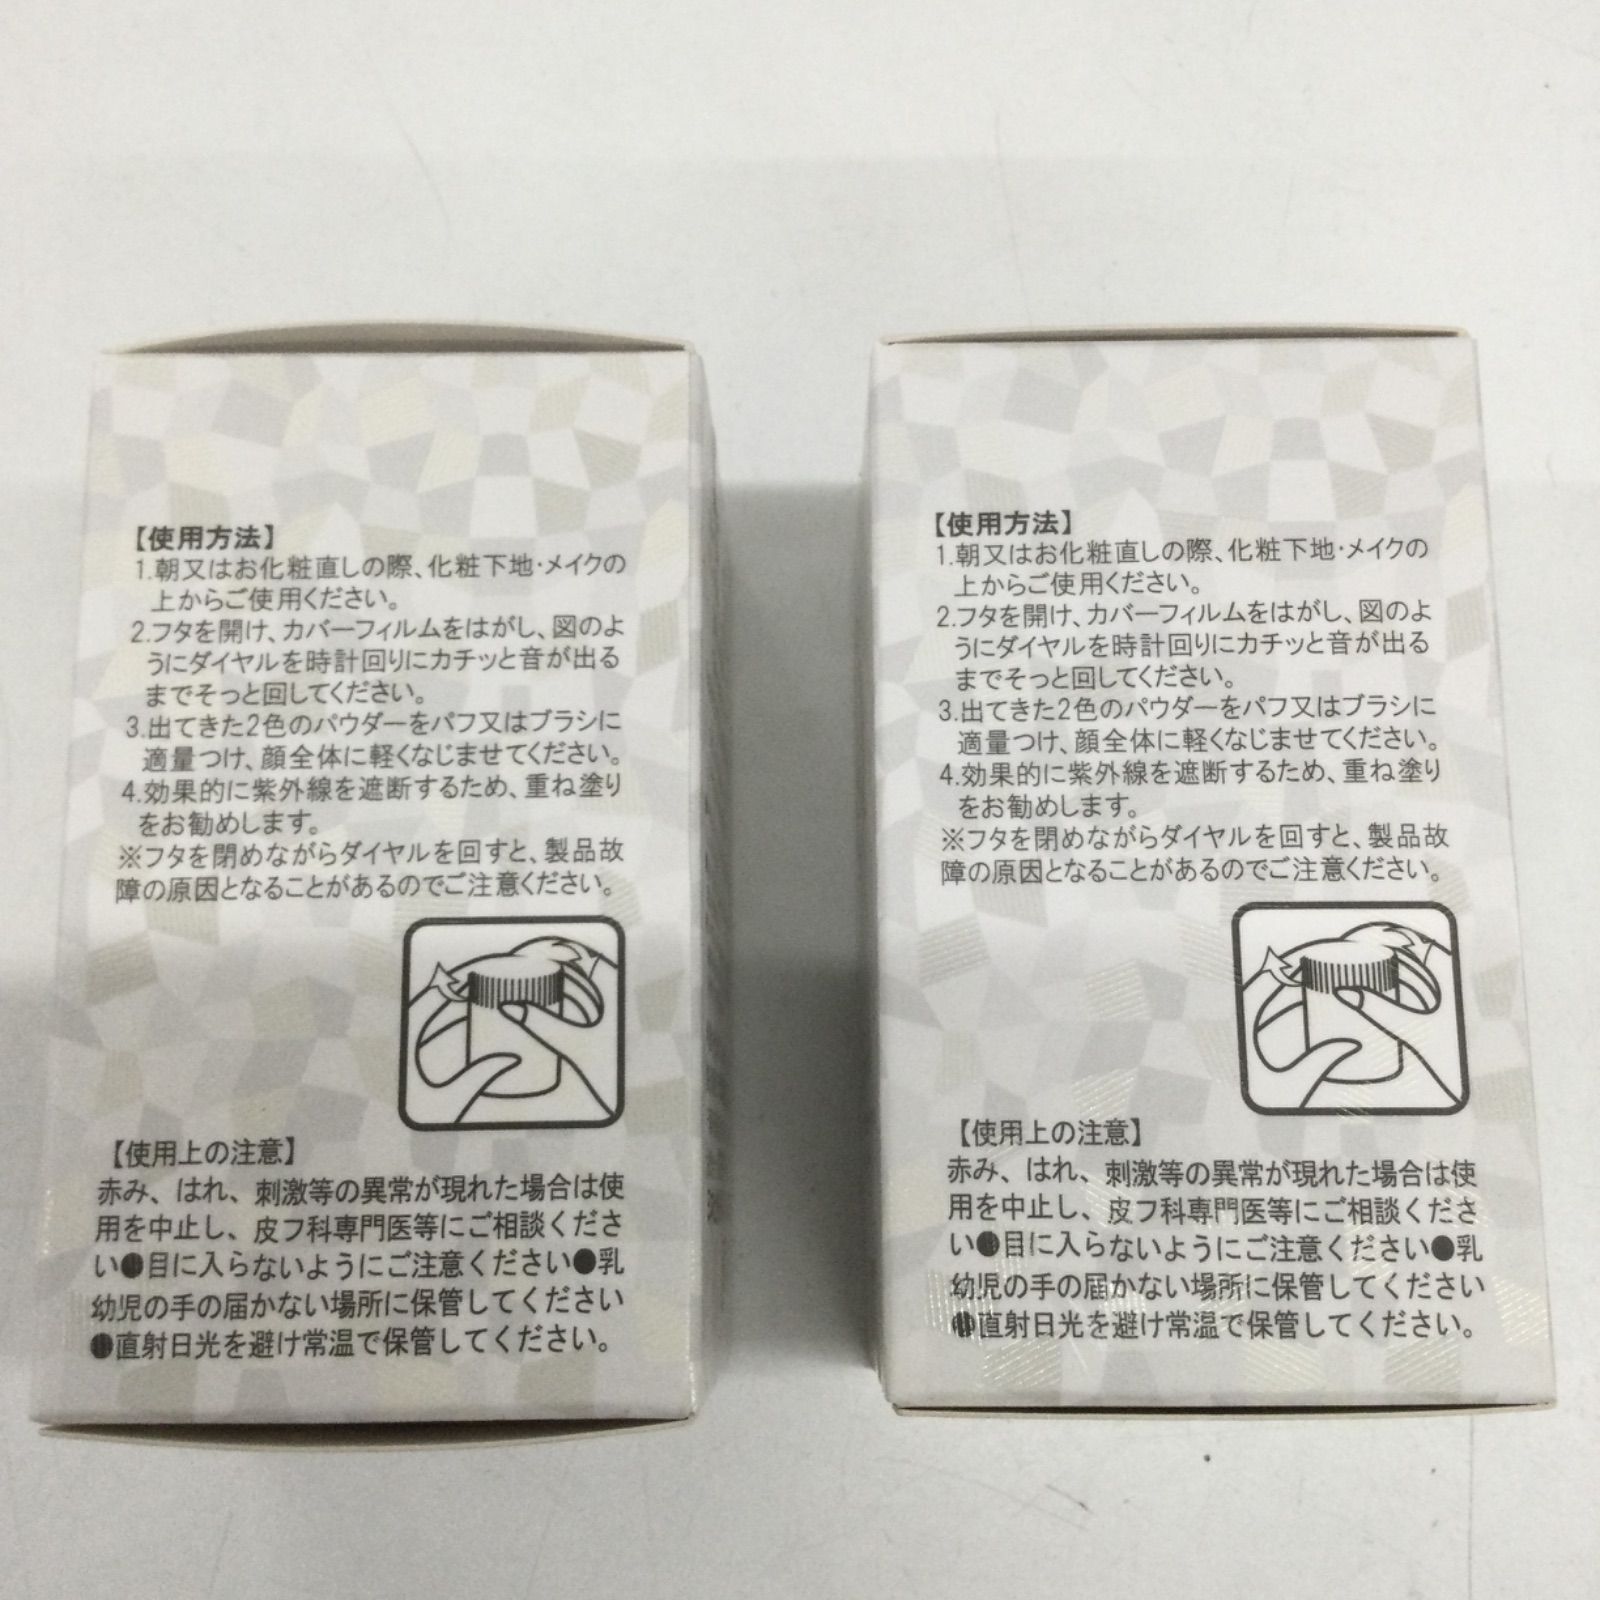 【使用方法】
1.朝又はお化粧直しの際、化粧下地・メイクの
上からご使用ください。
2.フタを開け、カバーフィルムをはがし、図のよ
うにダイヤルを時計回りにカチッと音が出る
までそっと回してください。
3.出てきた2色のパウダーをパフ又はブラシに
適量つけ、顔全体に軽くなじませてください。
4.効果的に紫外線を遮断するため、重ね塗り
をお勧めします。
※フタを閉めながらダイヤルを回すと、製品故
障の原因となることがあるのでご注意ください。
【使用上の注意】
赤み、はれ、刺激等の異常が現れた場合は使
用を中止し、皮フ科専門医等にご相談くださ
い●目に入らないようにご注意ください●乳
幼児の手の届かない場所に保管してください
●直射日光を避け常温で保管してください。
【使用方法】
1.朝又はお化粧直しの際、化粧下地・メイクの
上からご使用ください。
2.フタを開け、カバーフィルムをはがし、図のよ
うにダイヤルを時計回りにカチッと音が出る
までそっと回してください。
3.出てきた2色のパウダーをパフ又はブラシに
適量つけ、顔全体に軽くなじませてください。
4.効果的に紫外線を遮断するため、重ね塗り
をお勧めします。
※フタを閉めながらダイヤルを回すと、製品故
障の原因となることがあるのでご注意ください。
【使用上の注意】
赤み、はれ、刺激等の異常が現れた場合は使
用を中止し、皮フ科専門医等にご相談くださ
い●目に入らないようにご注意ください●乳
幼児の手の届かない場所に保管してください
●直射日光を避け常温で保管してください。